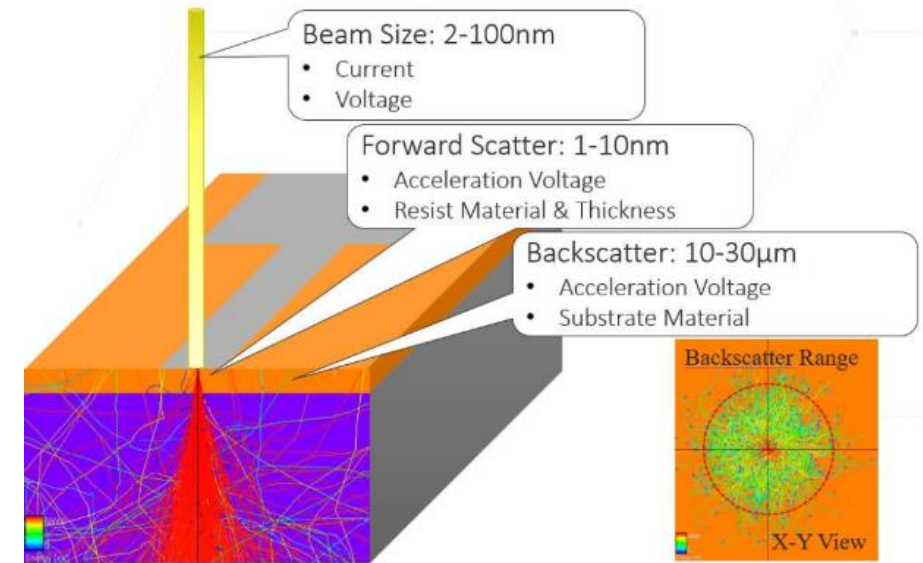 Beam Size: 2-100nm
• Current
• Voltage
Forward Scatter: 1-10nm
• Acceleration Voltage
• Resist Material & Thickness
Backscatter: 10-30μm
• Acceleration Voltage
• Substrate Material
Backscatter Range
X-Y View